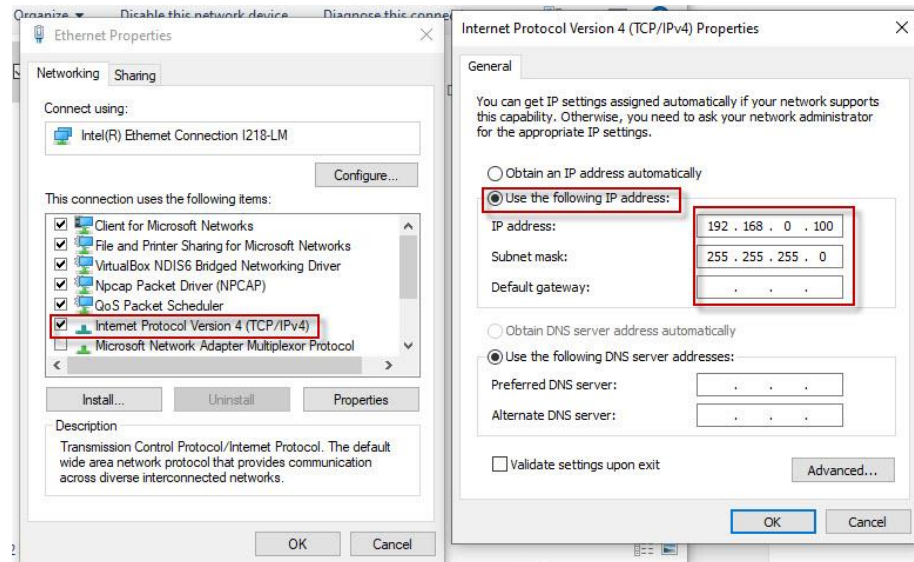 Organize Disable this network device Diagnose this conne
Ethernet Properties
Networking Sharing
Connect using:
Intel(R) Ethernet Connection I218-LM
Configure...
This connection uses the following items:
Client for Microsoft Networks
File and Printer Sharing for Microsoft Networks
VirtualBox NDIS6 Bridged Networking Driver
Npcap Packet Driver (NPCAP)
QoS Packet Scheduler
Internet Protocol Version 4 (TCP/IPv4)
Microsoft Network Adapter Multiplexor Protocol
Install... Uninstall Properties
Description
Transmission Control Protocol/Internet Protocol. The default
wide area network protocol that provides communication
across diverse interconnected networks.
OK Cancel
Internet Protocol Version 4 (TCP/IPv4) Properties
General
You can get IP settings assigned automatically if your network supports
this capability. Otherwise, you need to ask your network administrator
for the appropriate IP settings.
Obtain an IP address automatically
Use the following IP address:
IP address: 192 . 168 . 0 . 100
Subnet mask: 255 . 255 . 255 . 0
Default gateway: . . .
Obtain DNS server address automatically
Use the following DNS server addresses:
Preferred DNS server: . . .
Alternate DNS server: . . .
Validate settings upon exit
Advanced...
OK Cancel